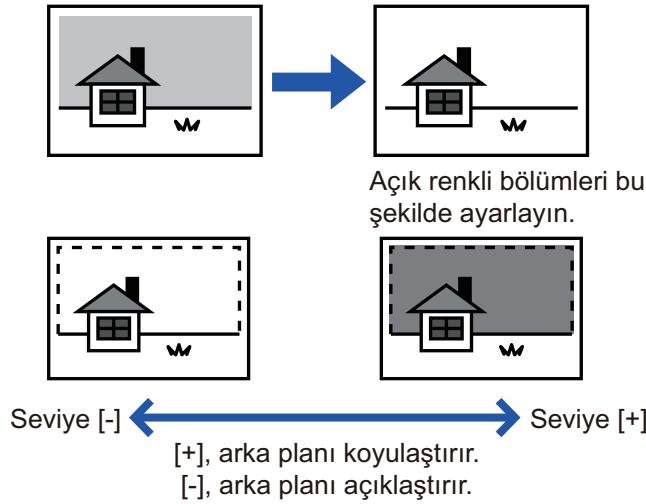 Açık renkli bölümleri bu
şekilde ayarlayın.
Seviye [-]
Seviye [+]
[+], arka planı koyulaştırır.
[-], arka planı açıklaştırır.